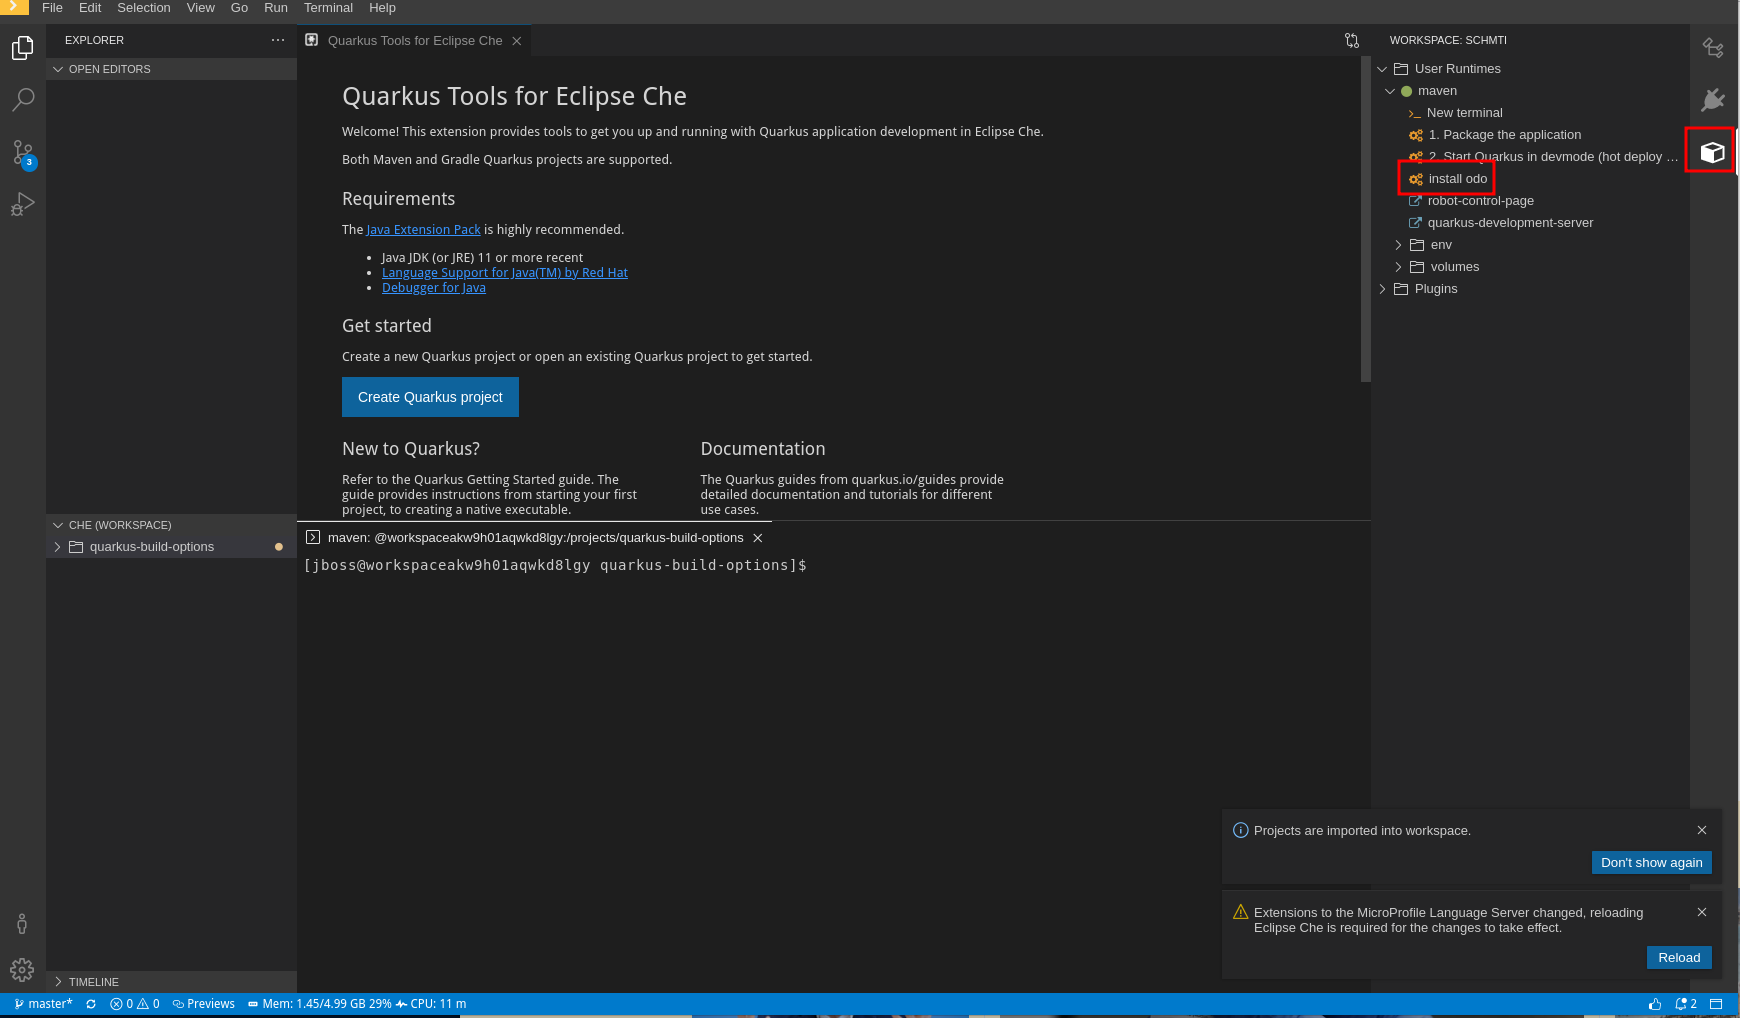 File Edit Selection View Go Run Terminal Help
EXPLORER
OPEN EDITORS
3
CHE (WORKSPACE)
quarkus-build-options
TIMELINE
Quarkus Tools for Eclipse Che
Quarkus Tools for Eclipse Che
Welcome! This extension provides tools to get you up and running with Quarkus application development in Eclipse Che.
Both Maven and Gradle Quarkus projects are supported.
Requirements
The Java Extension Pack is highly recommended.
Java JDK (or JRE) 11 or more recent
Language Support for Java(TM) by Red Hat
Debugger for Java
Get started
Create a new Quarkus project or open an existing Quarkus project to get started.
Create Quarkus project
New to Quarkus?
Refer to the Quarkus Getting Started guide. The
guide provides instructions from starting your first
project, to creating a native executable.
Documentation
The Quarkus guides from quarkus.io/guides provide
detailed documentation and tutorials for different
use cases.
maven: @workspaceakw9h01aqwkd8lgy:/projects/quarkus-build-options
[jboss@workspaceakw9h01aqwkd8lgy quarkus-build-options]$
WORKSPACE: SCHMTI
User Runtimes
maven
New terminal
1. Package the application
2. Start Quarkus in devmode (hot deploy ...
install odo
robot-control-page
quarkus-development-server
env
volumes
Plugins
Projects are imported into workspace.
Don't show again
Extensions to the MicroProfile Language Server changed, reloading
Eclipse Che is required for the changes to take effect.
Reload
master* 0 0 Previews Mem: 1.45/4.99 GB 29% CPU: 11 m 2